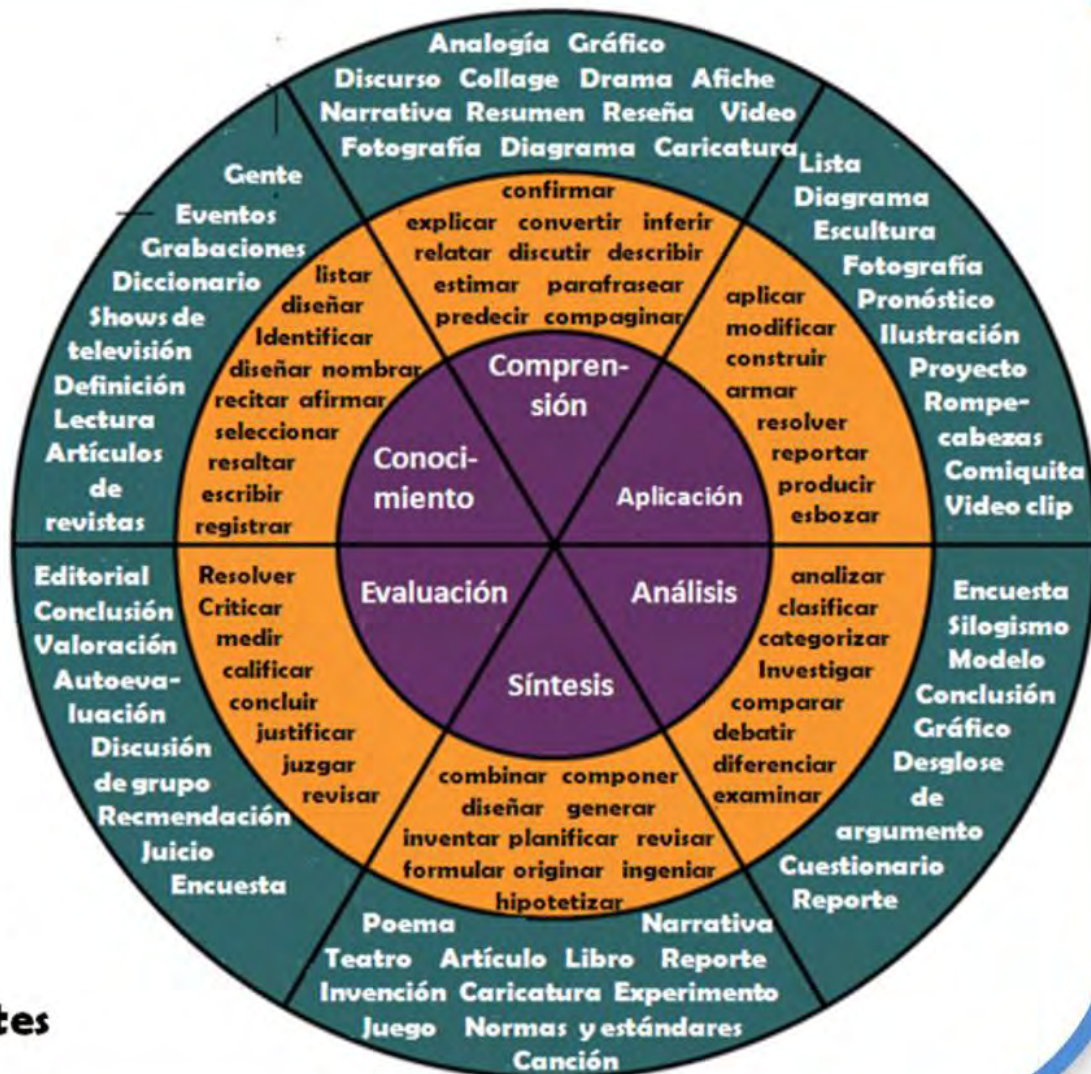 Analogía Gráfico
Discurso Collage Drama Afiche
Narrativa Resumen Reseña Video
Fotografía Diagrama Caricatura
confirmar
explicar convertir inferir
relatar discutir describir
estimar parafrasear
predecir compaginar
Compren-
sión
Lista
Diagrama
Escultura
Fotografía
Pronóstico
Ilustración
Proyecto
Rompe-
cabezas
Comiquita
Video clip
aplicar
modificar
construir
armar
resolver
reportar
producir
esbozar
Aplicación
Encuesta
Silogismo
Modelo
Conclusión
Gráfico
Desglose
de
argumento
Cuestionario
Reporte
analizar
clasificar
categorizar
Investigar
comparar
debatir
diferenciar
examinar
Análisis
Síntesis
combinar componer
diseñar generar
inventar planificar revisar
formular originar ingeniar
hipotetizar
Poema Narrativa
Teatro Artículo Libro Reporte
Invención Caricatura Experimento
Juego Normas y estándares
Canción
Evaluación
Resolver
Criticar
medir
calificar
concluir
justificar
juzgar
revisar
Editorial
Conclusión
Valoración
Autoeva-
luación
Discusión
de grupo
Recmendación
Juicio
Encuesta
Conoci-
miento
listar
diseñar
Identificar
diseñar nombrar
recitar afirmar
seleccionar
resaltar
escribir
registrar
Gente
Eventos
Grabaciones
Diccionario
Shows de
televisión
Definición
Lectura
Artículos
de
revistas
tes